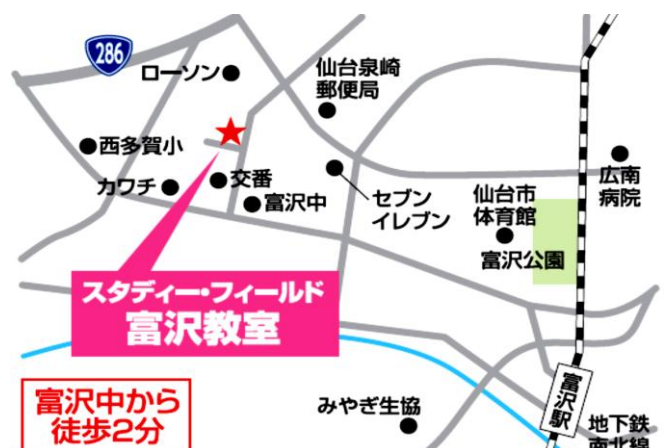 286
ローソン
仙台泉崎
郵便局
西多賀小
カワチ
交番
富沢中
セブン
イレブン
仙台市
体育館
富沢公園
広南
病院
スタディー・フィールド
富沢教室
富沢中から
徒歩2分
みやぎ生協
富沢駅
地下鉄
南北線